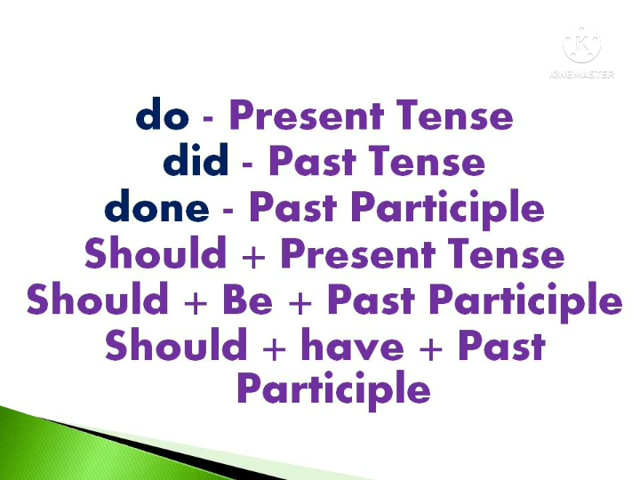 KINEMASTER
do - Present Tense
did - Past Tense
done - Past Participle
Should + Present Tense
Should + Be + Past Participle
Should + have + Past
Participle